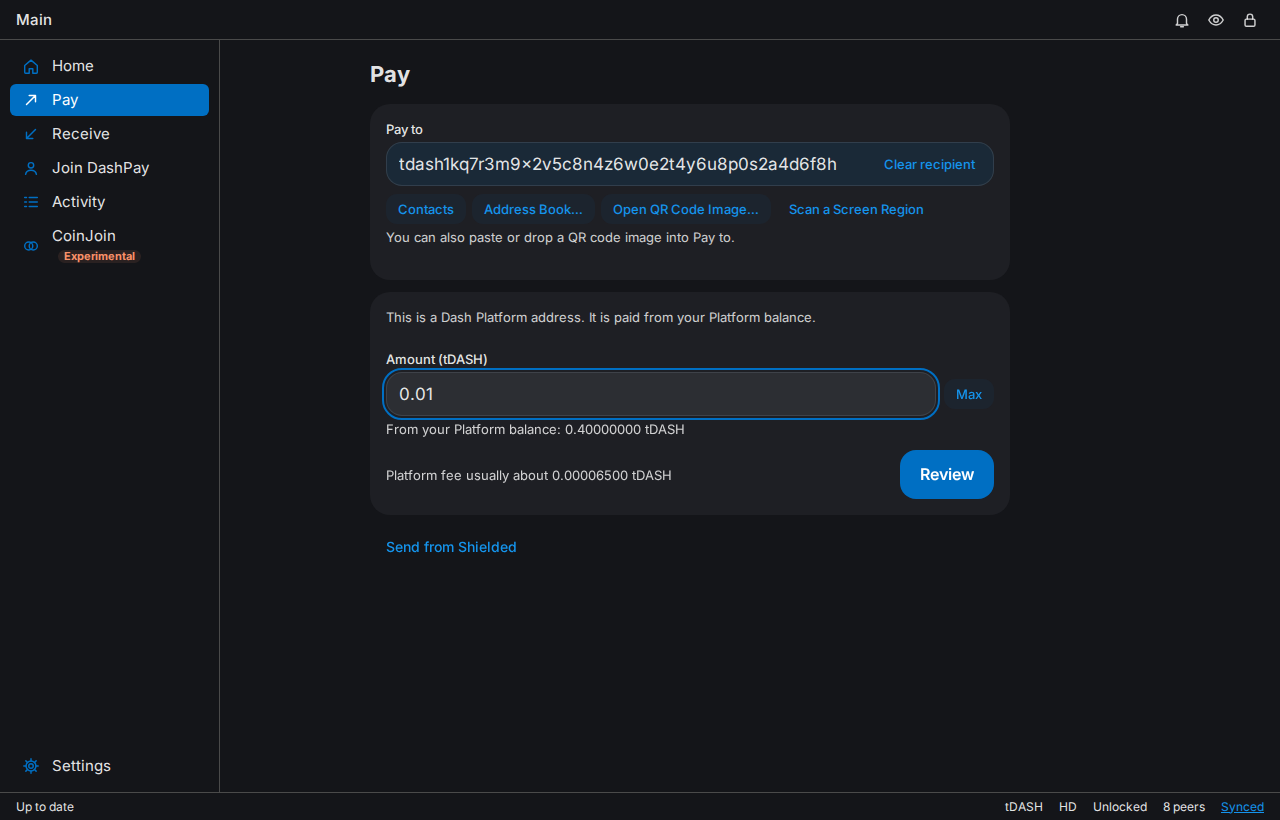 Main
Home
Pay
Receive
Join DashPay
Activity
CoinJoin
Experimental
Settings
Pay
Pay to
tdash1kq7r3m9×2v5c8n4z6w0e2t4y6u8p0s2a4d6f8h
Clear recipient
Contacts
Address Book...
Open QR Code Image...
Scan a Screen Region
You can also paste or drop a QR code image into Pay to.
This is a Dash Platform address. It is paid from your Platform balance.
Amount (tDASH)
0.01
Max
From your Platform balance: 0.40000000 tDASH
Platform fee usually about 0.00006500 tDASH
Review
Send from Shielded
Up to date
tDASH
HD
Unlocked
8 peers
Synced